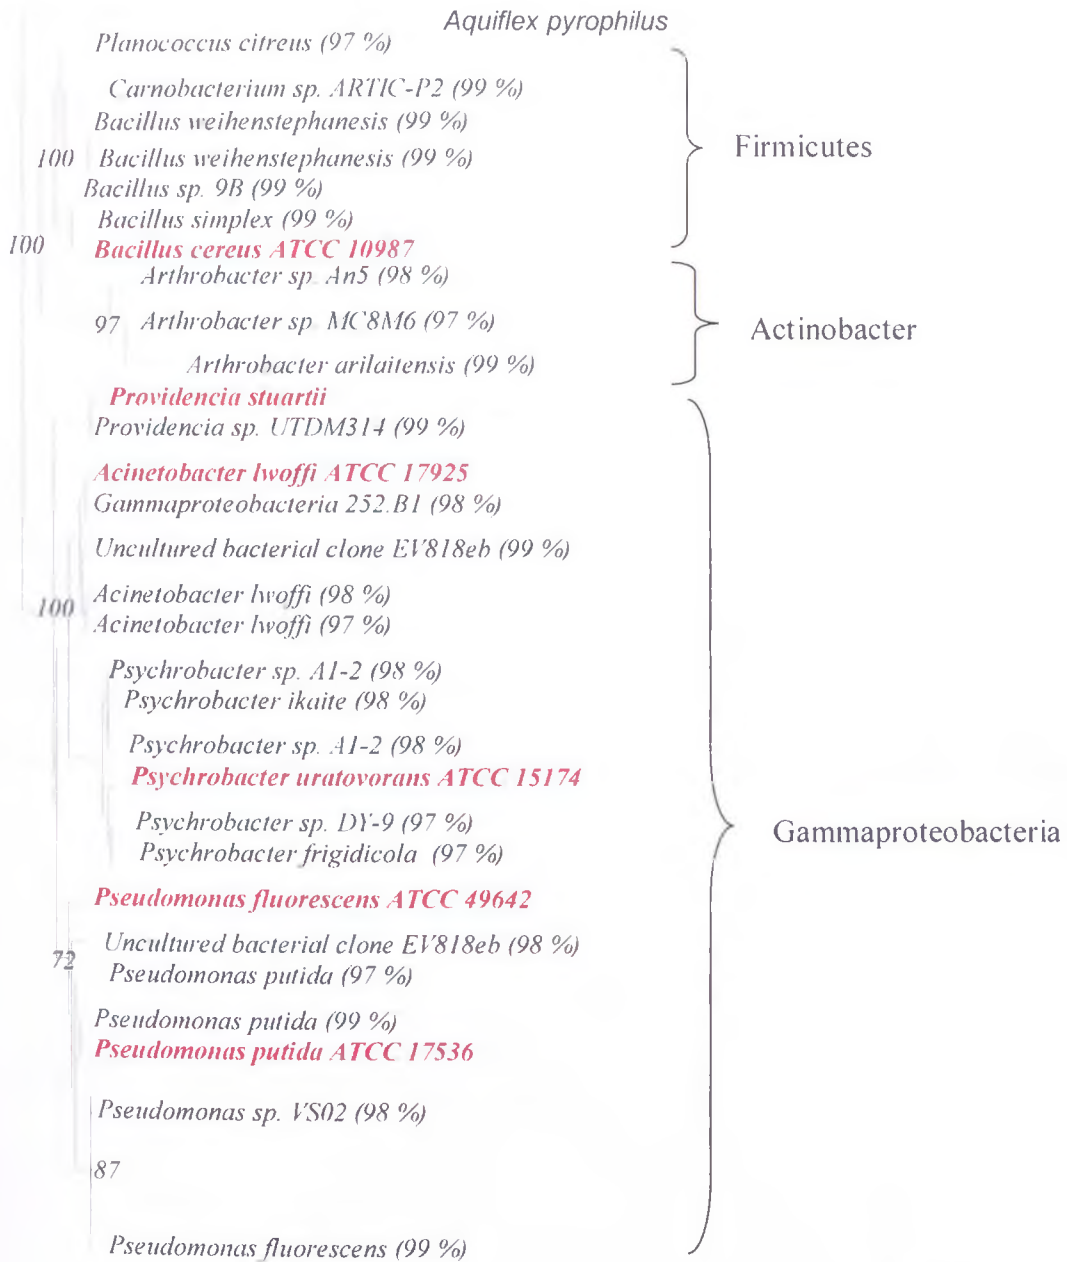 Aquiflex pyrophilus
Planococcus citreus (97 %)
Carnobacterium sp. ARTIC-P2 (99 %)
Bacillus weihenstephanesis (99 %)
Firmicutes
100 Bacillus weihenstephanesis (99 %)
Bacillus sp. 9B (99 %)
Bacillus simplex (99 %)
100 Bacillus cereus ATCC 10987
Arthrobacter sp. An5 (98 %)
97 Arthrobacter sp. MC8M6 (97 %)
Actinobacter
Arthrobacter arilaitensis (99 %)
Providencia stuartii
Providencia sp. UTDM314 (99 %)
Acinetobacter lwoffi ATCC 17925
Gammaproteobacteria 252.B1 (98 %)
Uncultured bacterial clone EV818eb (99 %)
Acinetobacter lwoffi (98 %)
100
Acinetobacter lwoffi (97 %)
Psychrobacter sp. A1-2 (98 %)
Psychrobacter ikaite (98 %)
Psychrobacter sp. A1-2 (98 %)
Psychrobacter uratovorans ATCC 15174
Psychrobacter sp. DY-9 (97 %)
Gammaproteobacteria
Psychrobacter frigidicola (97 %)
Pseudomonas fluorescens ATCC 49642
Uncultured bacterial clone EV818eb (98 %)
72
Pseudomonas putida (97 %)
Pseudomonas putida (99 %)
Pseudomonas putida ATCC 17536
Pseudomonas sp. VS02 (98 %)
87
Pseudomonas fluorescens (99 %)